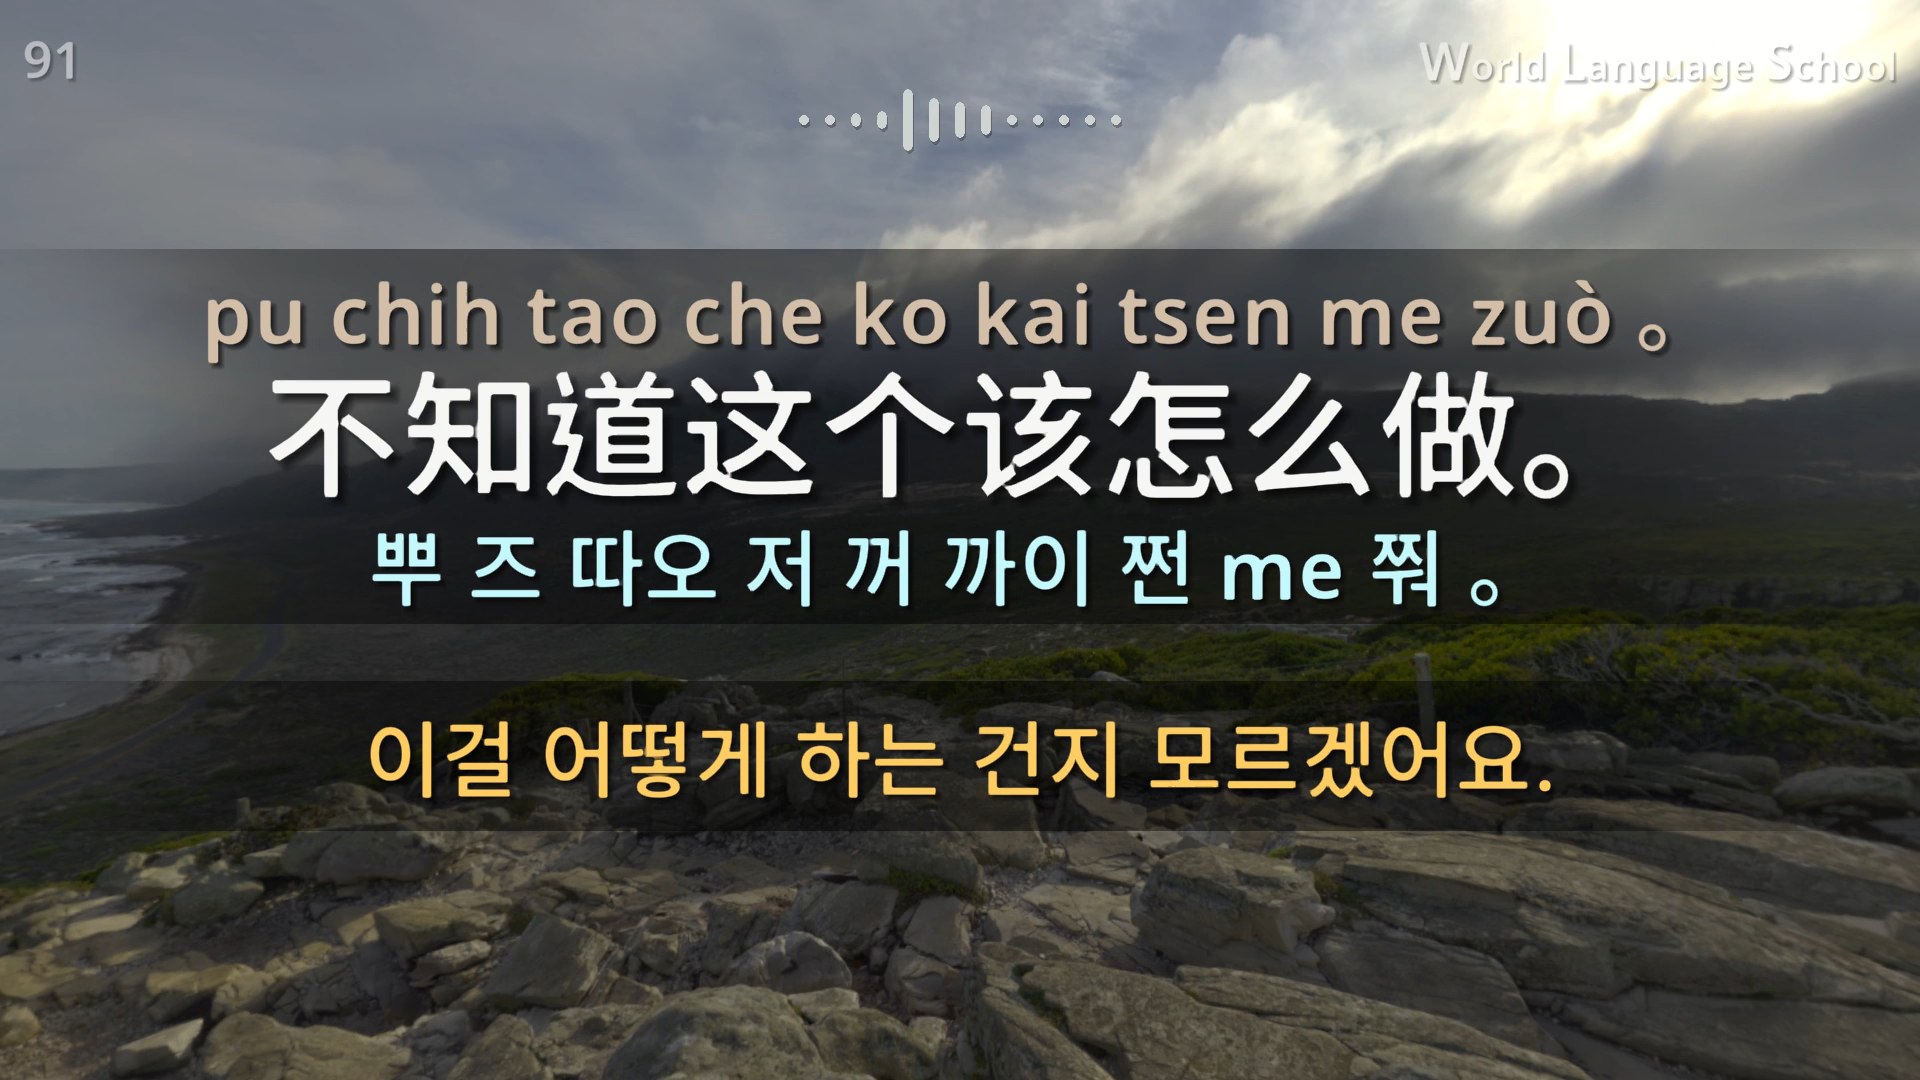 91
World Language School
pu chih tao che ko kai tsen me zuò 。
不知道这个该怎么做。
뿌 즈 따오 저 꺼 까이 쩐 me 쭤 。
이걸 어떻게 하는 건지 모르겠어요.